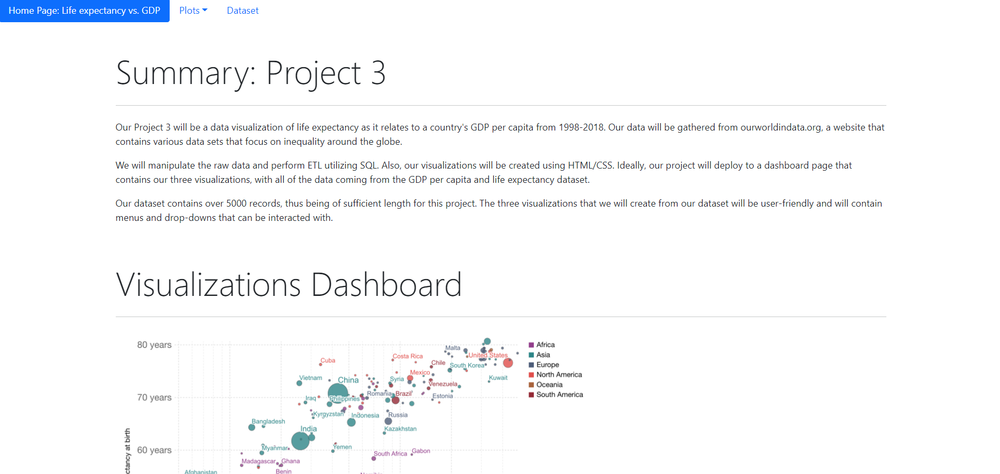 Home Page: Life expectancy vs. GDP
Plots
Dataset
Summary: Project 3
Our Project 3 will be a data visualization of life expectancy as it relates to a country's GDP per capita from 1998-2018. Our data will be gathered from ourworldindata.org, a website that
contains various data sets that focus on inequality around the globe.
We will manipulate the raw data and perform ETL utilizing SQL. Also, our visualizations will be created using HTML/CSS. Ideally, our project will deploy to a dashboard page that
contains our three visualizations, with all of the data coming from the GDP per capita and life expectancy dataset.
Our dataset contains over 5000 records, thus being of sufficient length for this project. The three visualizations that we will create from our dataset will be user-friendly and will contain
menus and drop-downs that can be interacted with.
Visualizations Dashboard
80 years
70 years
60 years
at birth
Malta
United States
Costa Rica
Cuba
Chile
South Korea
Mexico
Vietnam
China
Syria
Kuwait
Venezuela
Romania
Brazil
Estonia
Iraq
Philippines
Kyrgyzstan
Indonesia
Russia
Bangladesh
India
Kazakhstan
Myanmar
Yemen
South Africa
Gabon
Madagascar
Ghana
Benin
Afghanistan
Africa
Asia
Europe
North America
Oceania
South America